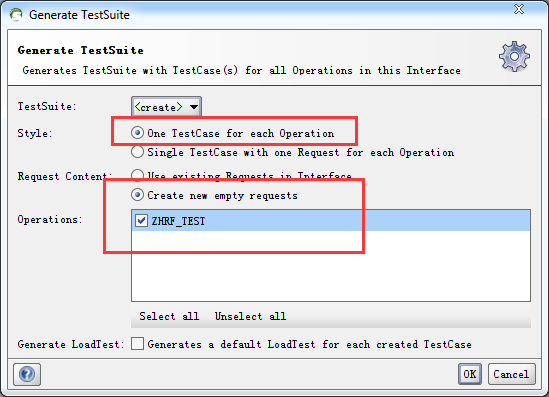 Generate TestSuite
Generate TestSuite
Generates TestSuite with TestCase(s) for all Operations in this Interface
TestSuite: <create>
Style: One TestCase for each Operation
Single TestCase with one Request for each Operation
Request Content: Use existing Requests in Interface
Create new empty requests
Operations: ZHRF_TEST
Select all Unselect all
Generate LoadTest: Generates a default LoadTest for each created TestCase
? OK Cancel